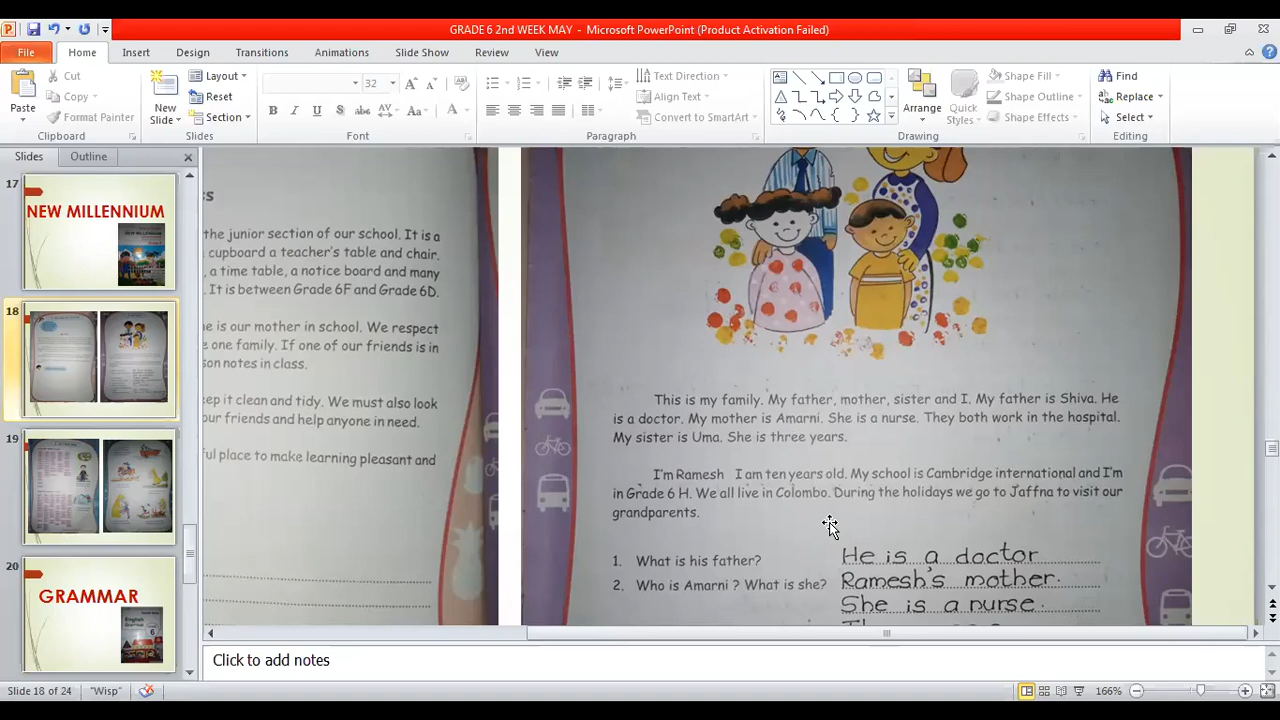 GRADE 6 2nd WEEK MAY - Microsoft PowerPoint (Product Activation Failed)
File Home Insert Design Transitions Animations Slide Show Review View
Paste
Cut
Copy
Format Painter
Clipboard
New Slide
Layout
Reset
Section
Slides
32
Font
Paragraph
Text Direction
Align Text
Convert to SmartArt
Arrange
Quick Styles
Shape Fill
Shape Outline
Shape Effects
Drawing
Find
Replace
Select
Editing
Slides Outline
17
NEW MILLENNIUM
18
19
20
GRAMMAR
English
6
the junior section of our school. It is a
cupboard a teacher's table and chair.
, a time table, a notice board and many
. It is between Grade 6F and Grade 6D.
he is our mother in school. We respect
e one family. If one of our friends is in
son notes in class.
eep it clean and tidy. We must also look
our friends and help anyone in need.
ful place to make learning pleasant and
This is my family. My father, mother, sister and I. My father is Shiva. He
is a doctor. My mother is Amarni. She is a nurse. They both work in the hospital.
My sister is Uma. She is three years.
I'm Ramesh I am ten years old. My school is Cambridge international and I'm
in Grade 6 H. We all live in Colombo. During the holidays we go to Jaffna to visit our
grandparents.
1. What is his father? He is a doctor
2. Who is Amarni ? What is she? Ramesh's mother.
She is a nurse.
Click to add notes
Slide 18 of 24 "Wisp" 166%